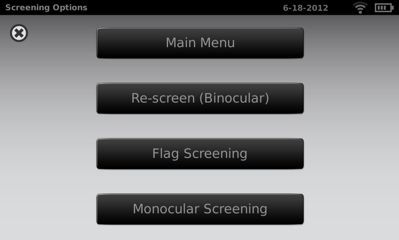 Screening Options 6-18-2012
Main Menu
Re-screen (Binocular)
Flag Screening
Monocular Screening